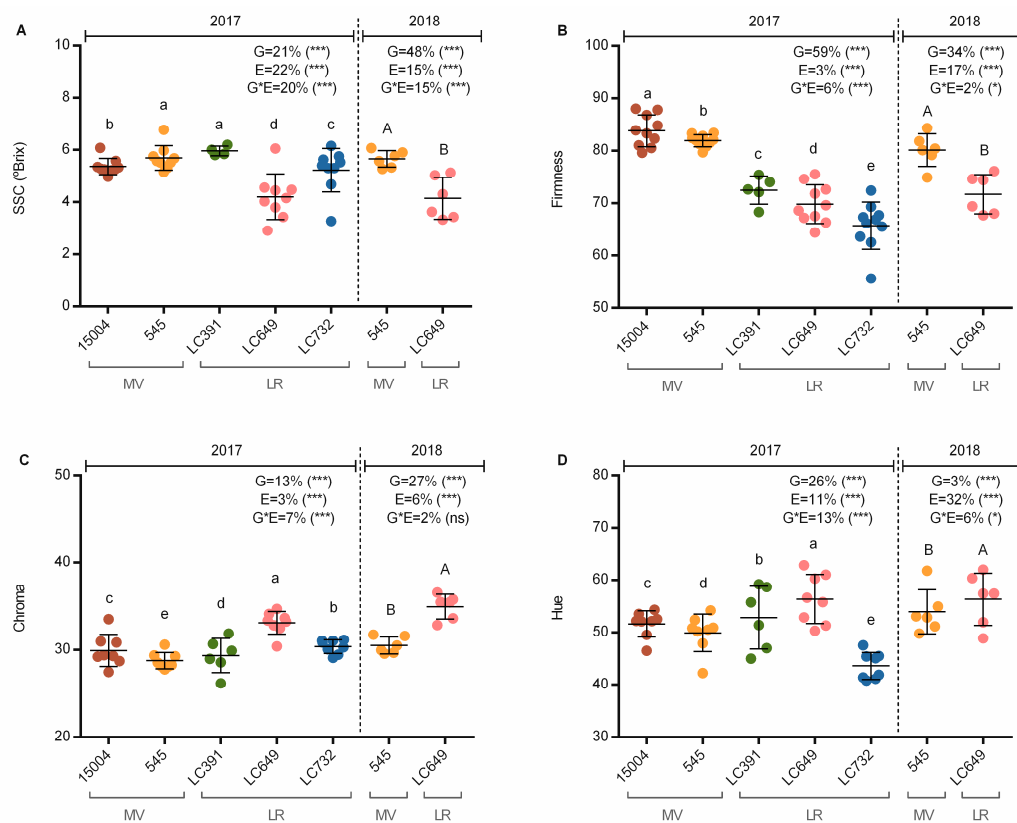 A
2017
2018
G=21% (***)
E=22% (***)
G*E=20% (***)
G=48% (***)
E=15% (***)
G*E=15% (***)
SSC (ºBrix)
10
8
6
4
2
0
b
a
a
d
c
A
B
15004
545
LC391
LC649
LC732
545
LC649
MV
LR
MV
LR
B
2017
2018
G=59% (***)
E=3% (***)
G*E=6% (***)
G=34% (***)
E=17% (***)
G*E=2% (*)
Firmness
100
90
80
70
60
50
a
b
c
d
e
A
B
15004
545
LC391
LC649
LC732
545
LC649
MV
LR
MV
LR
C
2017
2018
G=13% (***)
E=3% (***)
G*E=7% (***)
G=27% (***)
E=6% (***)
G*E=2% (ns)
Chroma
50
40
30
20
c
e
d
a
b
B
A
15004
545
LC391
LC649
LC732
545
LC649
MV
LR
MV
LR
D
2017
2018
G=26% (***)
E=11% (***)
G*E=13% (***)
G=3% (***)
E=32% (***)
G*E=6% (*)
Hue
80
70
60
50
40
30
c
d
b
a
e
B
A
15004
545
LC391
LC649
LC732
545
LC649
MV
LR
MV
LR